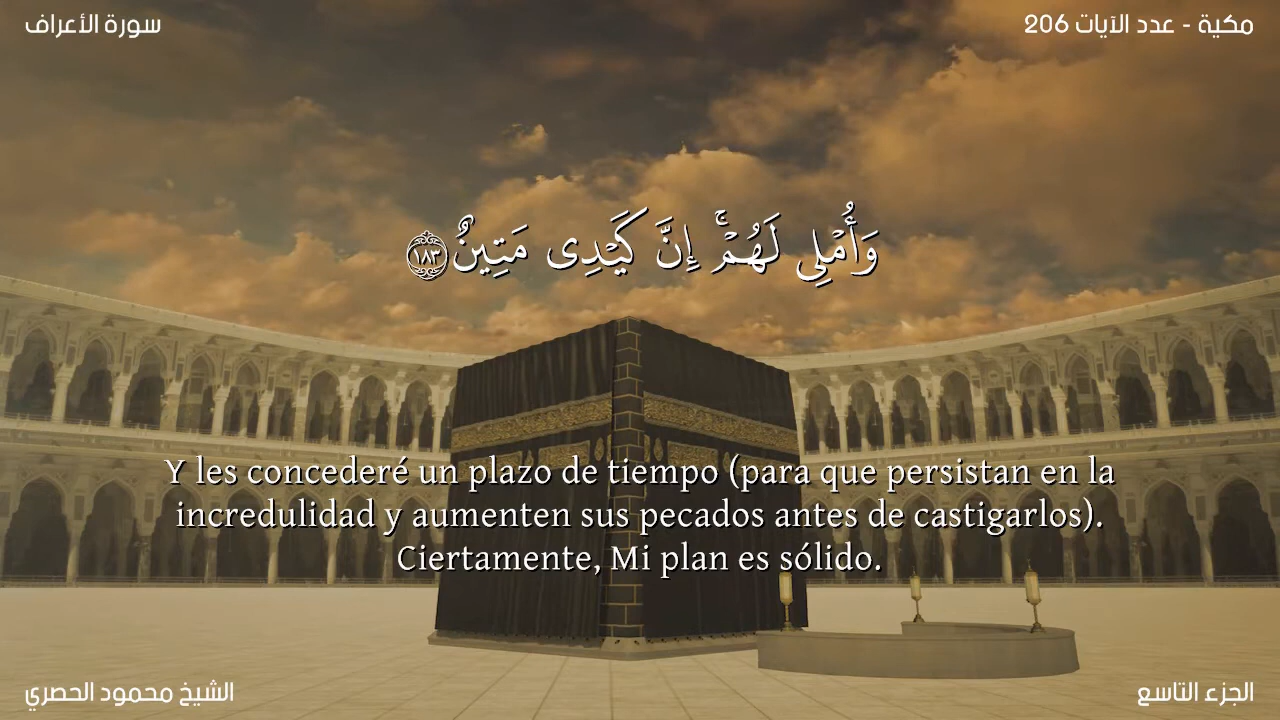 سورة الأعراف
مكية - عدد الآيات 206
وَأُمْلِى لَهُمْ ۚ إِنَّ كَيْدِى مَتِينٌ ١٨٣
Y les concederé un plazo de tiempo (para que persistan en la
incredulidad y aumenten sus pecados antes de castigarlos).
Ciertamente, Mi plan es sólido.
الشيخ محمود الحصري
الجزء التاسع